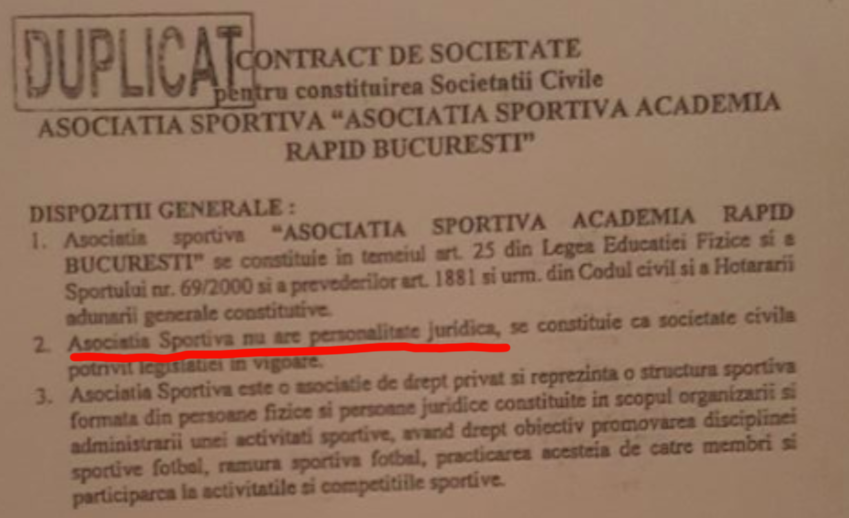 DUPLICAT
CONTRACT DE SOCIETATE
pentru constituirea Societatii Civile
ASOCIATIA SPORTIVA “ASOCIATIA SPORTIVA ACADEMIA
RAPID BUCURESTI”
DISPOZITII GENERALE :
1. Asociatia sportiva “ASOCIATIA SPORTIVA ACADEMIA RAPID
BUCURESTI” se constituie in temeiul art. 25 din Legea Educatiei Fizice si a
Sportului nr. 69/2000 si a prevederilor art. 1881 si urm. din Codul civil si a Hotararii
adunarii generale constitutive.
2. Asociatia Sportiva nu are personalitate juridica, se constituie ca societate civila
potrivit legislatiei in vigoare.
3. Asociatia Sportiva este o asociatie de drept privat si reprezinta o structura sportiva
formata din persoane fizice si persoane juridice constituite in scopul organizarii si
administrarii unei activitati sportive, avand drept obiectiv promovarea disciplinei
sportive fotbal, ramura sportiva fotbal, practicarea acesteia de catre membri si
participarea la activitatile si competitiile sportive.